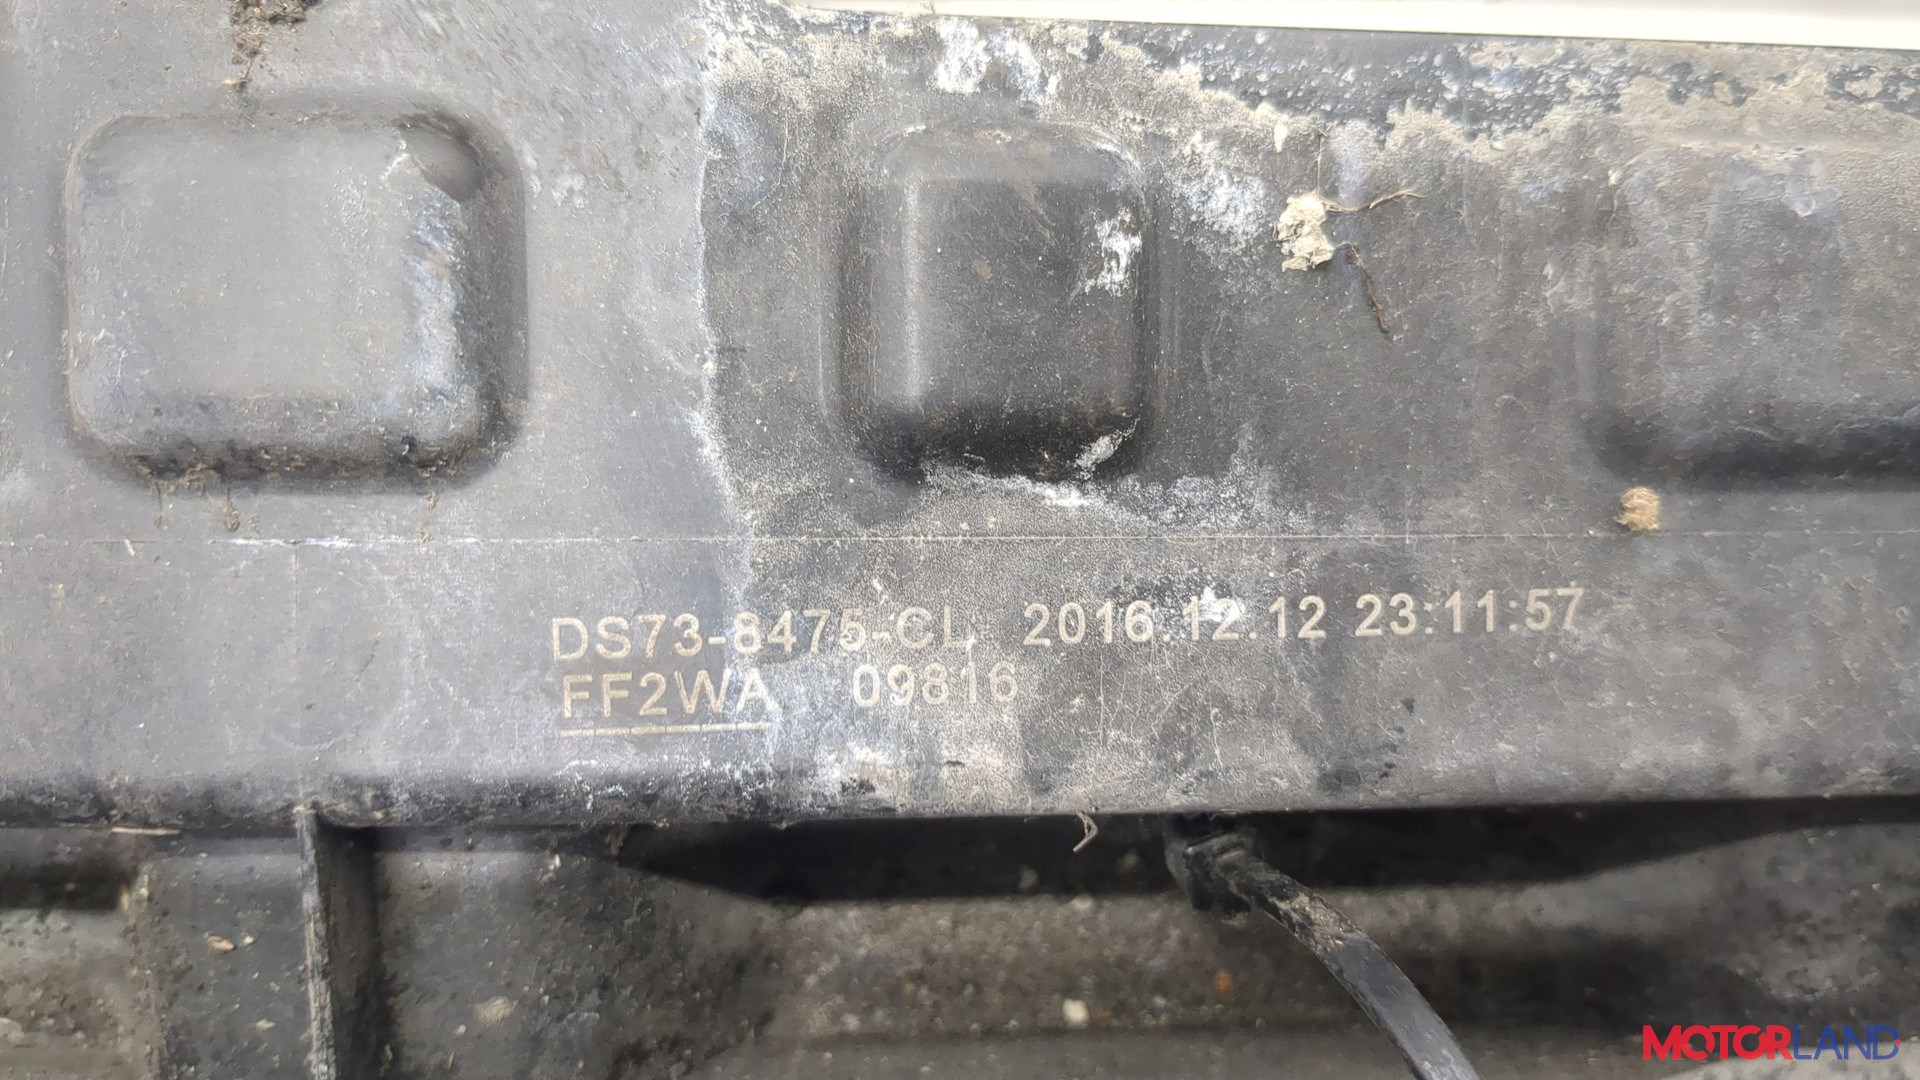 DS73-8475-CL 2016.12.12 23:11:57
FF2WA 09816
MOTORLAND